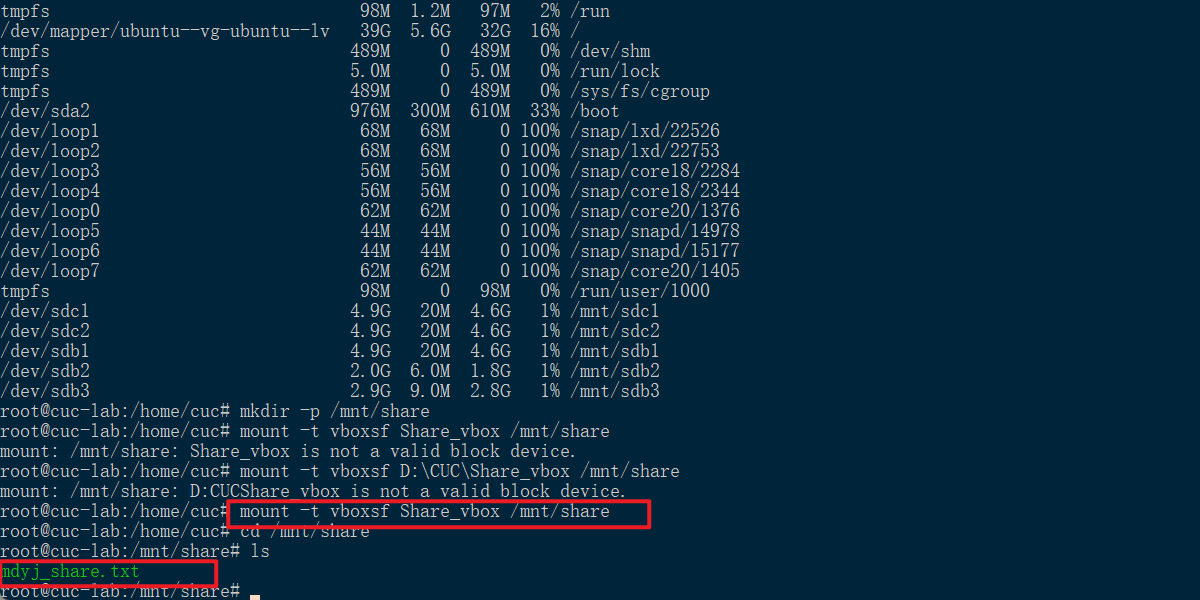 tmpfs 98M 1.2M 97M 2% /run
/dev/mapper/ubuntu--vg-ubuntu--lv 39G 5.6G 32G 16% /
tmpfs 489M 0 489M 0% /dev/shm
tmpfs 5.0M 0 5.0M 0% /run/lock
tmpfs 489M 0 489M 0% /sys/fs/cgroup
/dev/sda2 976M 300M 610M 33% /boot
/dev/loop1 68M 68M 0 100% /snap/lxd/22526
/dev/loop2 68M 68M 0 100% /snap/lxd/22753
/dev/loop3 56M 56M 0 100% /snap/core18/2284
/dev/loop4 56M 56M 0 100% /snap/core18/2344
/dev/loop0 62M 62M 0 100% /snap/core20/1376
/dev/loop5 44M 44M 0 100% /snap/snapd/14978
/dev/loop6 44M 44M 0 100% /snap/snapd/15177
/dev/loop7 62M 62M 0 100% /snap/core20/1405
tmpfs 98M 0 98M 0% /run/user/1000
/dev/sdc1 4.9G 20M 4.6G 1% /mnt/sdc1
/dev/sdc2 4.9G 20M 4.6G 1% /mnt/sdc2
/dev/sdb1 4.9G 20M 4.6G 1% /mnt/sdb1
/dev/sdb2 2.0G 6.0M 1.8G 1% /mnt/sdb2
/dev/sdb3 2.9G 9.0M 2.8G 1% /mnt/sdb3
root@cuc-lab:/home/cuc# mkdir -p /mnt/share
root@cuc-lab:/home/cuc# mount -t vboxsf Share_vbox /mnt/share
mount: /mnt/share: Share_vbox is not a valid block device.
root@cuc-lab:/home/cuc# mount -t vboxsf D:\CUC\Share_vbox /mnt/share
mount: /mnt/share: D:CUCShare_vbox is not a valid block device.
root@cuc-lab:/home/cuc# mount -t vboxsf Share_vbox /mnt/share
root@cuc-lab:/home/cuc# cd /mnt/share
root@cuc-lab:/mnt/share# ls
mdyj_share.txt
root@cuc-lab:/mnt/share#